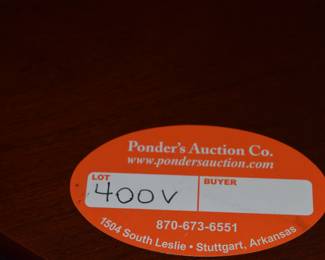 Ponder's Auction Co.
www.pondersauction.com
LOT
400V
BUYER
870-673-6551
1504 South Leslie • Stuttgart, Arkansas